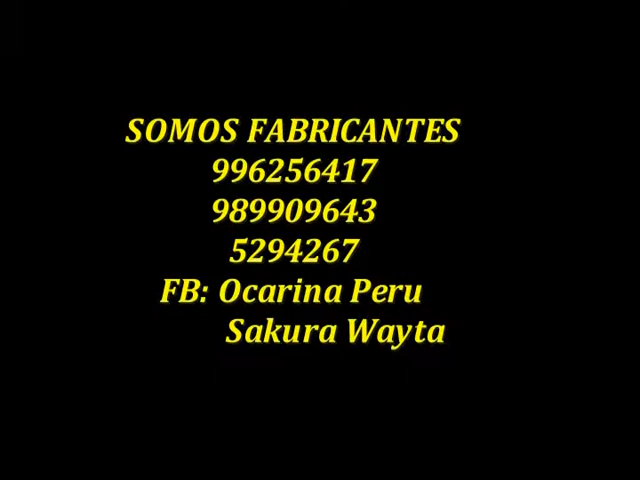 SOMOS FABRICANTES
996256417
989909643
5294267
FB: Ocarina Peru
Sakura Wayta